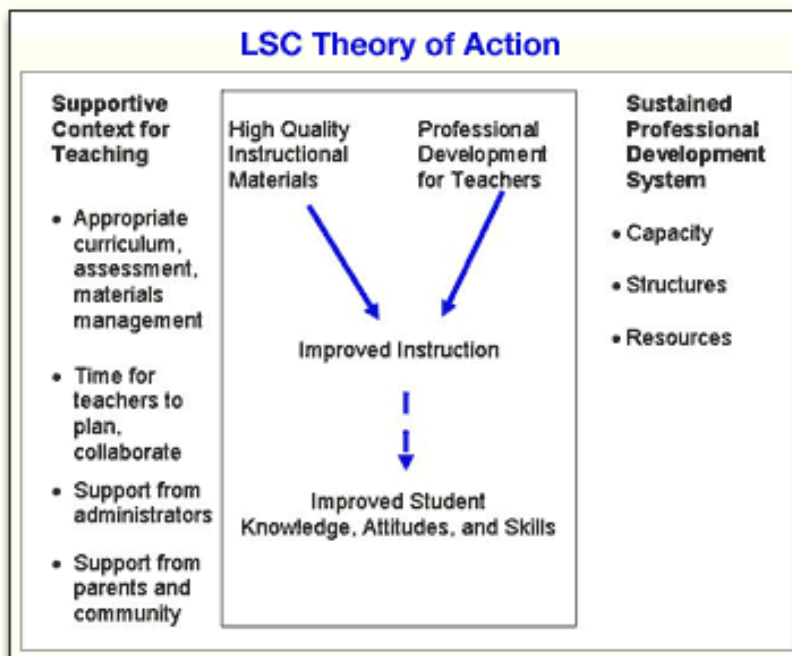 LSC Theory of Action
Supportive
Context for
Teaching
• Appropriate
curriculum,
assessment,
materials
management
• Time for
teachers to
plan,
collaborate
• Support from
administrators
• Support from
parents and
community
High Quality
Instructional
Materials
Professional
Development
for Teachers
Improved Instruction
Improved Student
Knowledge, Attitudes, and Skills
Sustained
Professional
Development
System
• Capacity
• Structures
• Resources